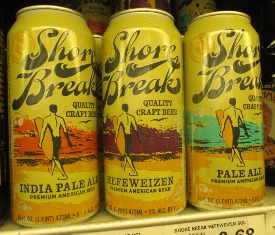 Shore
Break
QUALITY
CRAFT BEER
INDIA PALE ALE
PREMIUM AMERICAN BEER
Shore
Break
QUALITY
CRAFT BEER
HEFEWEIZEN
PREMIUM AMERICAN BEER
Shore
Break
QUALITY
CRAFT BEER
PALE ALE
PREMIUM AMERICAN BEER
SHORE BREAK HEFEWEIZEN